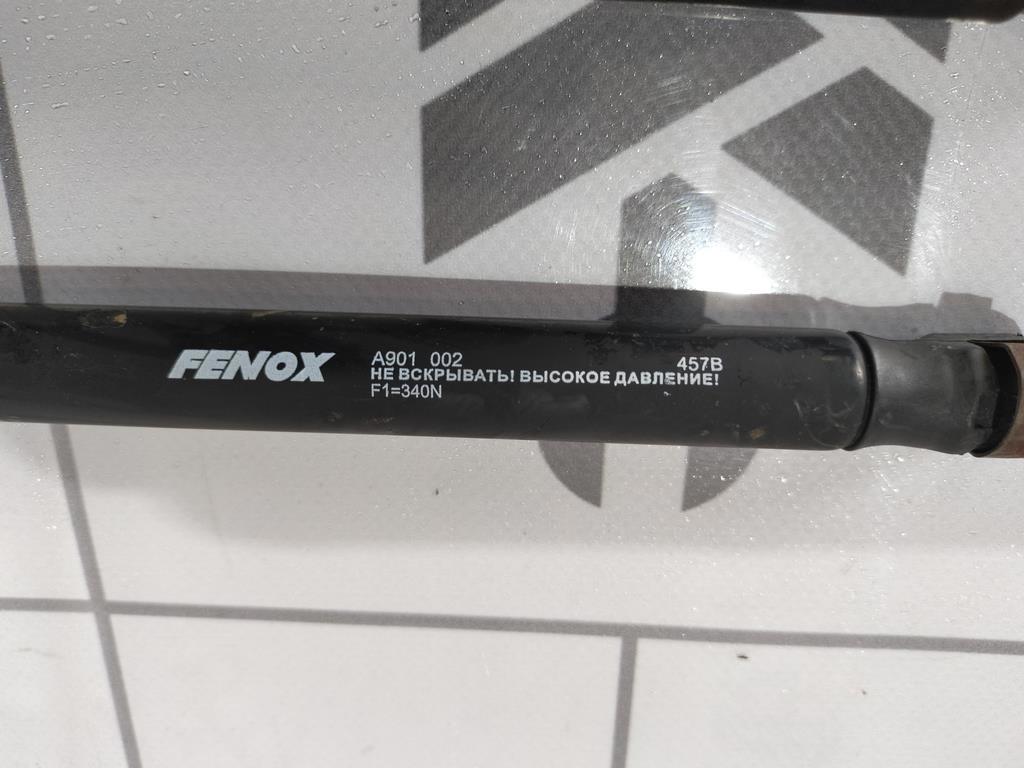 FENOX
A901 002 457B
НЕ ВСКРЫВАТЬ! ВЫСОКОЕ ДАВЛЕНИЕ!
F1=340N